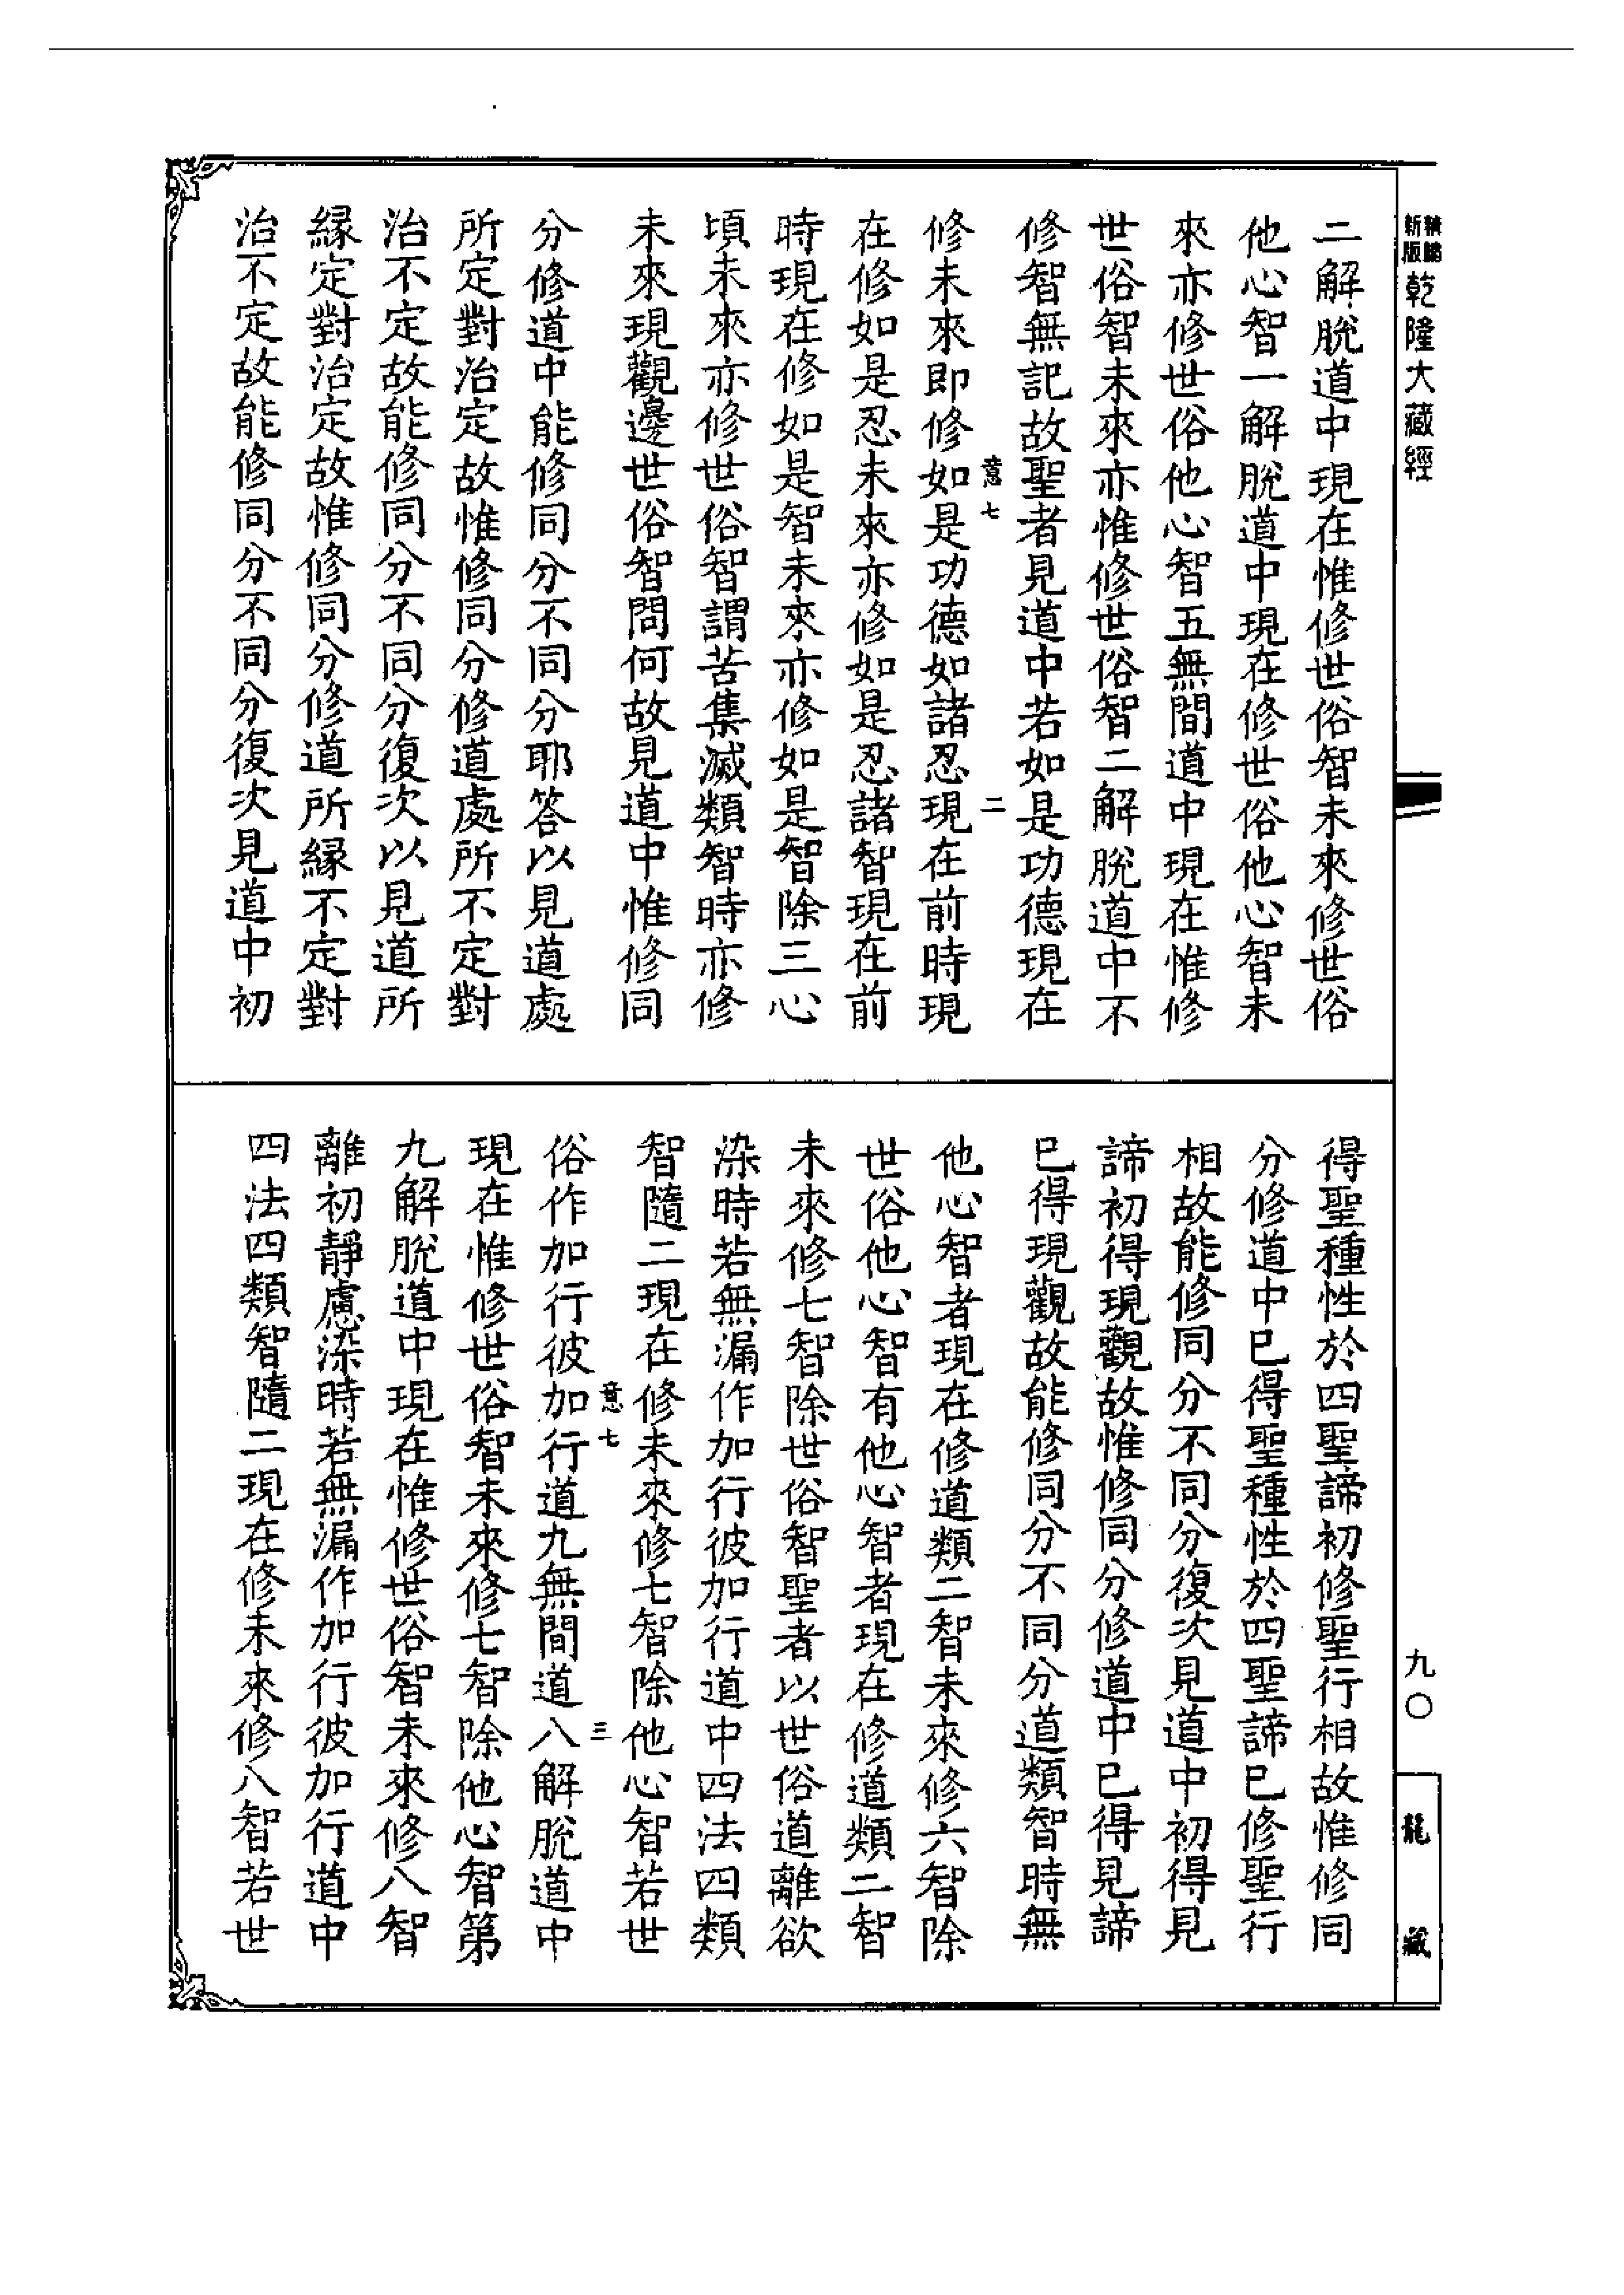 新版
精縮
乾隆大藏經
二解脫道中現在惟修世俗智未來修世俗
他心智一解脫道中現在修世俗他心智未
來亦修世俗他心智五無間道中現在惟修
世俗智未來亦惟修世俗智二解脫道中不
修智無記故聖者見道中若如是功德現在
修未來即修如是功德如諸忍現在前時現
意七
二
在修如是忍未來亦修如是忍諸智現在前
時現在修如是智未來亦修如是智除三心
頃未來亦修世俗智謂苦集滅類智時亦修
未來現觀邊世俗智問何故見道中惟修同
分修道中能修同分不同分耶答以見道處
所定對治定故惟修同分修道處所不定對
治不定故能修同分不同分復次以見道所
緣定對治定故惟修同分修道所緣不定對
治不定故能修同分不同分復次見道中初
得聖種性於四聖諦初修聖行相故惟修同
分修道中巳得聖種性於四聖諦巳修聖行
相故能修同分不同分復次見道中初得見
諦初得現觀故惟修同分修道中巳得見諦
巳得現觀故能修同分不同分道類智時無
他心智者現在修道類二智未來修六智除
世俗他心智有他心智者現在修道類二智
未來修七智除世俗智聖者以世俗道離欲
染時若無漏作加行彼加行道中四法四類
智隨二現在修未來修七智除他心智若世
意七
三
俗作加行彼加行道九無間道八解脫道中
現在惟修世俗智未來修七智除他心智第
九解脫道中現在惟修世俗智未來修八智
離初靜慮染時若無漏作加行彼加行道中
四法四類智隨二現在修未來修八智若世
九〇
龍藏